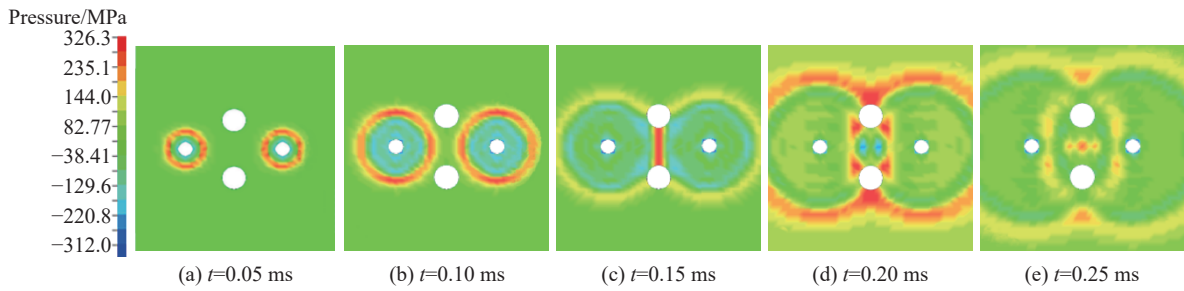 Pressure/MPa
326.3
235.1
144.0
82.77
−38.41
−129.6
−220.8
−312.0
(a) t=0.05 ms
(b) t=0.10 ms
(c) t=0.15 ms
(d) t=0.20 ms
(e) t=0.25 ms